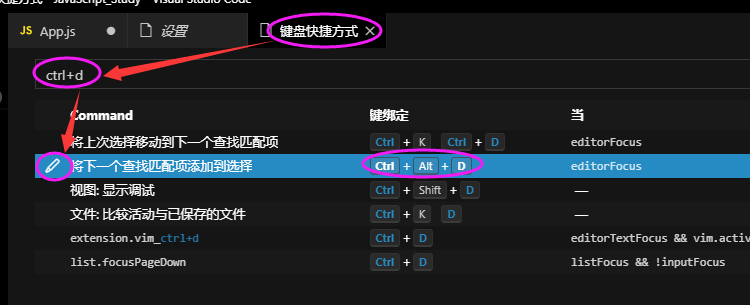 快捷方式 - JavaScript_Study - Visual Studio Code
JS App.js 设置 键盘快捷方式 ×
ctrl+d
Command 键绑定 当
将上次选择移动到下一个查找匹配项 Ctrl + K Ctrl + D editorFocus
将下一个查找匹配项添加到选择 Ctrl + Alt + D editorFocus
视图: 显示调试 Ctrl + Shift + D —
文件: 比较活动与已保存的文件 Ctrl + K D —
extension.vim_ctrl+d Ctrl + D editorTextFocus && vim.activ
list.focusPageDown Ctrl + D listFocus && !inputFocus